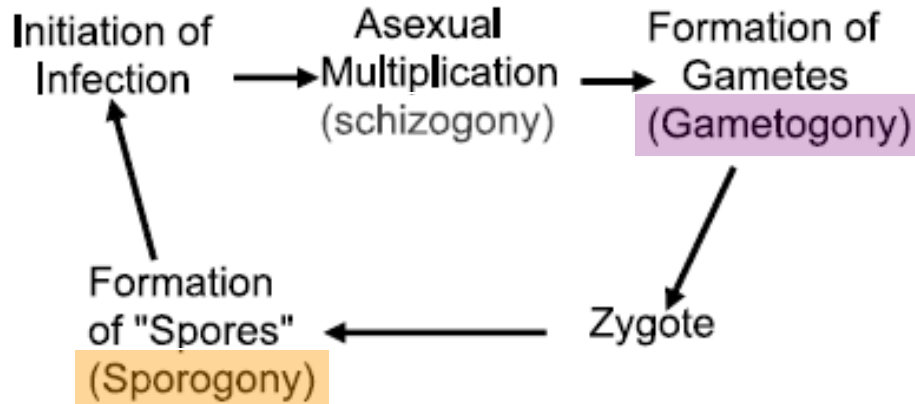 Initiation of
Infection
Asexual
Multiplication
(schizogony)
Formation of
Gametes
(Gametogony)
Zygote
Formation
of "Spores"
(Sporogony)